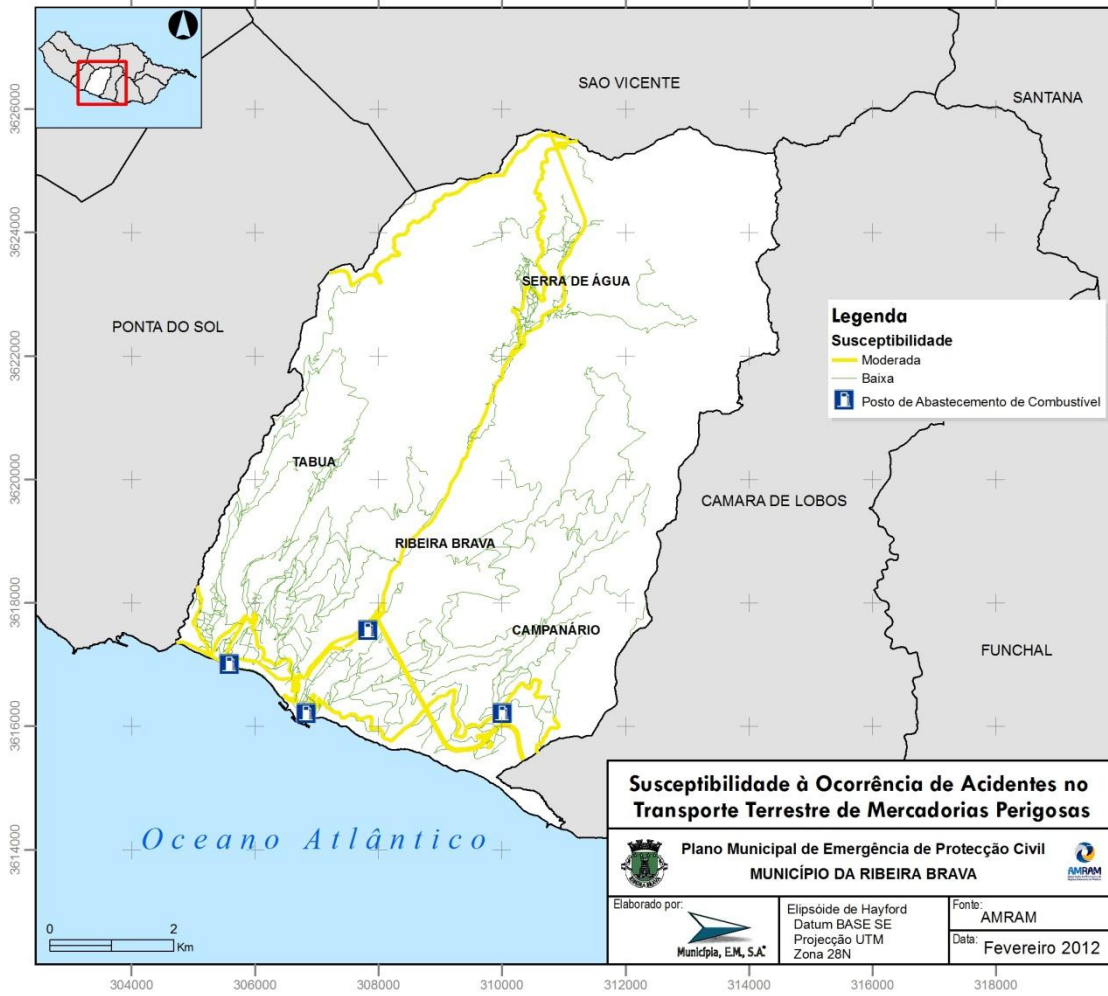 SAO VICENTE
SANTANA
PONTA DO SOL
SERRA DE ÁGUA
Legenda
Susceptibilidade
Moderada
Baixa
Posto de Abastecemento de Combustível
TABUA
CAMARA DE LOBOS
RIBEIRA BRAVA
CAMPANÁRIO
FUNCHAL
Oceano Atlântico
Susceptibilidade à Ocorrência de Acidentes no
Transporte Terrestre de Mercadorias Perigosas
Plano Municipal de Emergência de Protecção Civil
MUNICÍPIO DA RIBEIRA BRAVA
RIBEIRA BRAVA
AMRAM
Elaborado por:
Municípia, E.M., S.A.
Elipsóide de Hayford
Datum BASE SE
Projecção UTM
Zona 28N
Fonte:
AMRAM
Data: Fevereiro 2012
0 2
Km
3626000
3624000
3622000
3620000
3618000
3616000
3614000
304000 306000 308000 310000 312000 314000 316000 318000